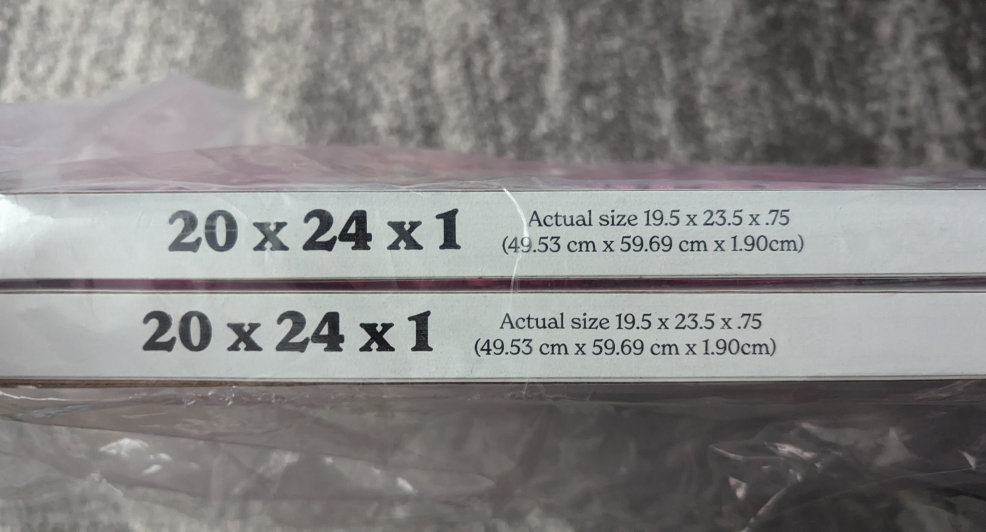 20 x 24 x 1
Actual size 19.5 x 23.5 x .75
(49.53 cm x 59.69 cm x 1.90cm)
20 x 24 x 1
Actual size 19.5 x 23.5 x .75
(49.53 cm x 59.69 cm x 1.90cm)